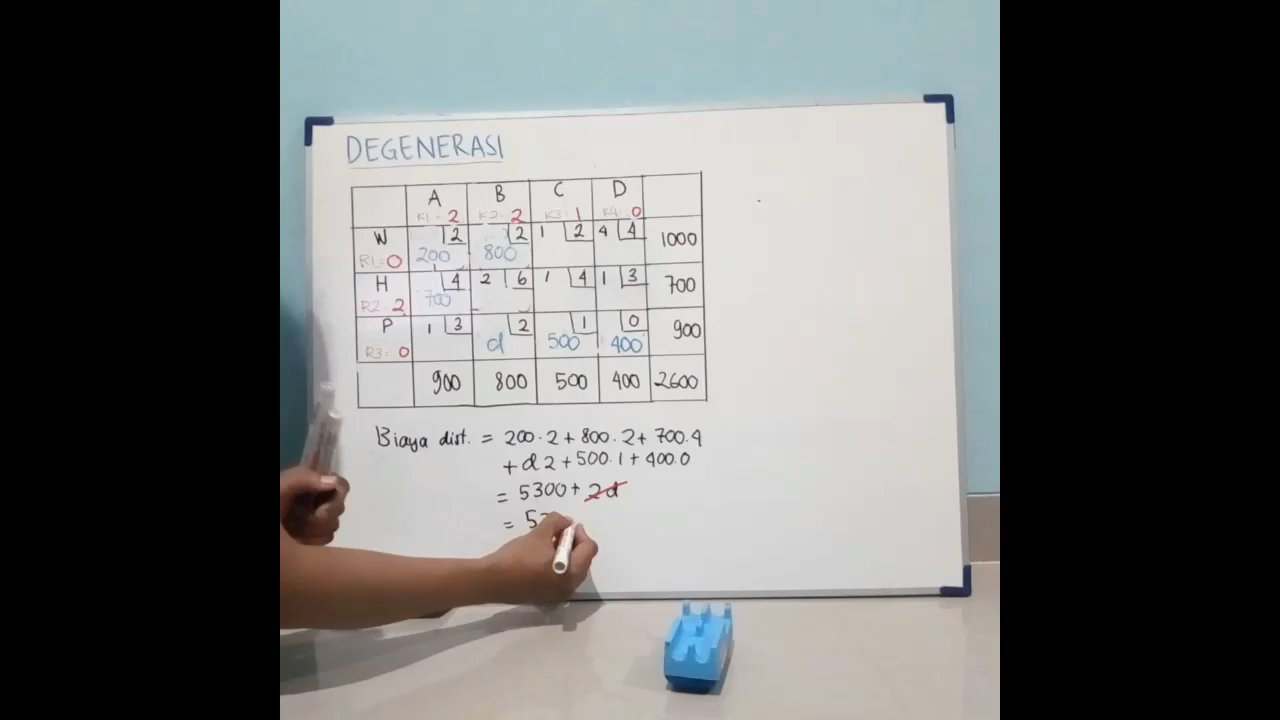 DEGENERASI
A B C D
K1= 2 K2= 2 K3= 1 K4= 0
W 2 2 1 2 4 4 1000
R1= 0 200 800
H 4 2 6 1 4 1 3 700
R2= 2 700
P 1 3 2 1 0 900
R3= 0 d 500 400
900 800 500 400 2600
Biaya dist. = 200.2 + 800.2 + 700.4
+ d2 + 500.1 + 400.0
= 5300 + 2d
= 5